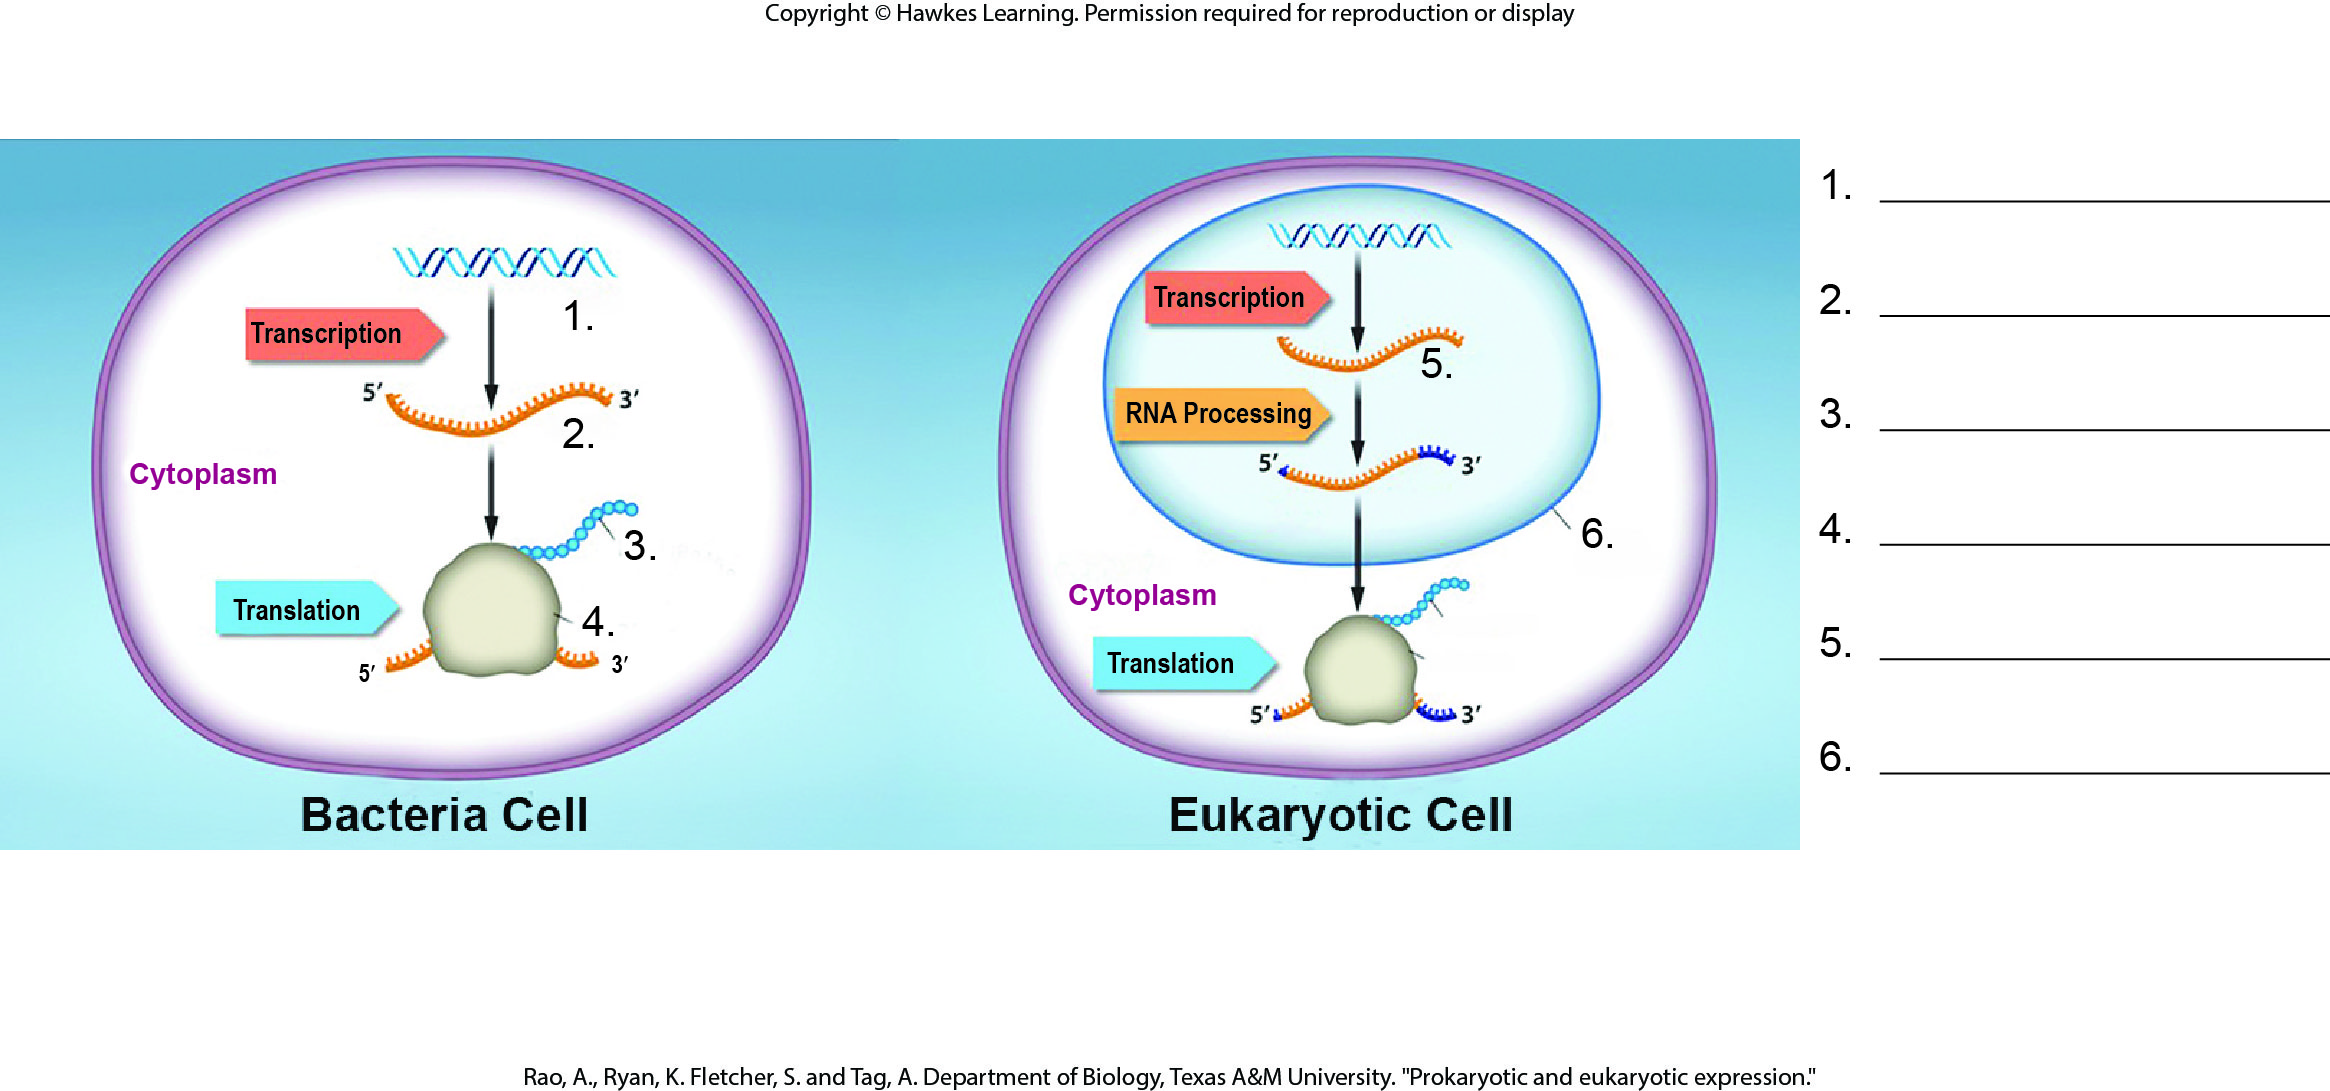 Copyright © Hawkes Learning. Permission required for reproduction or display
1.
Transcription
5′
3′
2.
Cytoplasm
3.
Translation
4.
5′
3′
Bacteria Cell
Transcription
5.
RNA Processing
5′
3′
6.
Cytoplasm
Translation
5′
3′
Eukaryotic Cell
1.
2.
3.
4.
5.
6.
Rao, A., Ryan, K. Fletcher, S. and Tag, A. Department of Biology, Texas A&M University. "Prokaryotic and eukaryotic expression."